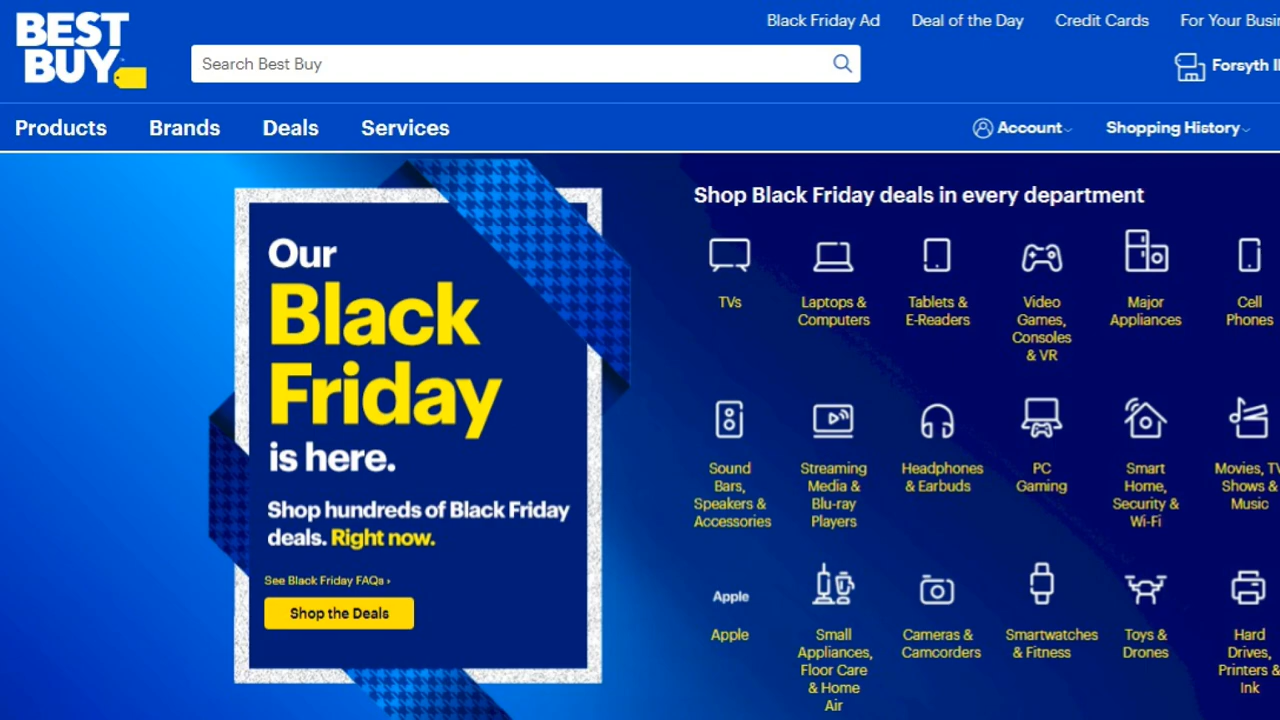 BEST
BUY
Black Friday Ad
Deal of the Day
Credit Cards
For Your
Search Best Buy
Forsyth
Products
Brands
Deals
Services
Account
Shopping History
Our
Black
Friday
is here.
Shop hundreds of Black Friday
deals. Right now.
See Black Friday FAQs ›
Shop the Deals
Shop Black Friday deals in every department
TVs
Laptops &
Computers
Tablets &
E-Readers
Video
Games,
Consoles
& VR
Major
Appliances
Cell
Phones
Sound
Bars,
Speakers &
Accessories
Streaming
Media &
Blu-ray
Players
Headphones
& Earbuds
PC
Gaming
Smart
Home,
Security &
Wi-Fi
Movies, TV
Shows &
Music
Apple
Apple
Small
Appliances,
Floor Care
& Home
Air
Cameras &
Camcorders
Smartwatches
& Fitness
Toys &
Drones
Hard
Drives,
Printers &
Ink